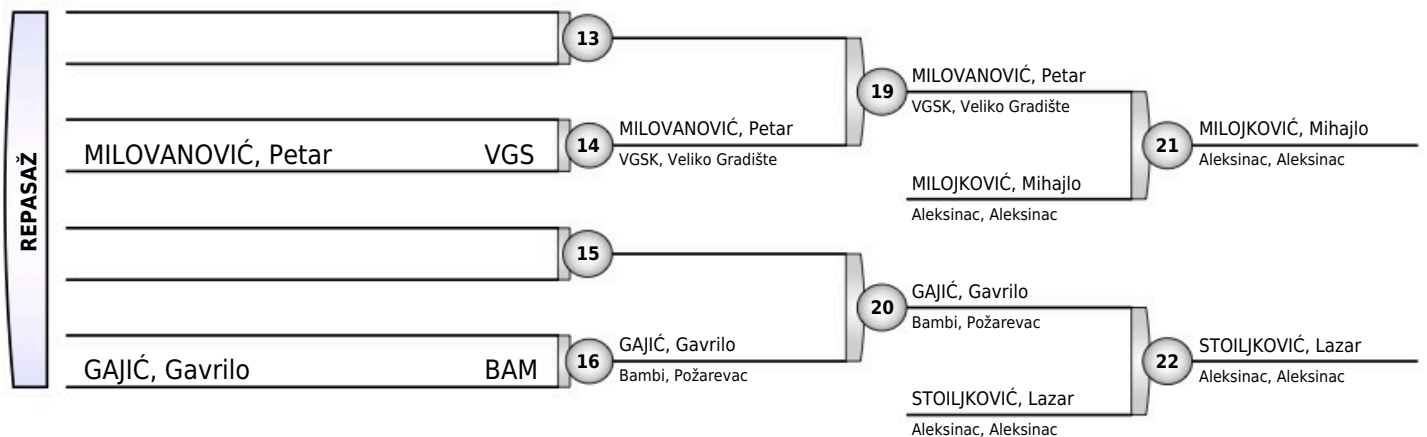 REPASAŽ
13
MILOVANOVIĆ, Petar VGS
14
MILOVANOVIĆ, Petar
VGSK, Veliko Gradište
19
MILOVANOVIĆ, Petar
VGSK, Veliko Gradište
MILOJKOVIĆ, Mihajlo
Aleksinac, Aleksinac
21
MILOJKOVIĆ, Mihajlo
Aleksinac, Aleksinac
15
GAJIĆ, Gavrilo BAM
16
GAJIĆ, Gavrilo
Bambi, Požarevac
20
GAJIĆ, Gavrilo
Bambi, Požarevac
STOILJKOVIĆ, Lazar
Aleksinac, Aleksinac
22
STOILJKOVIĆ, Lazar
Aleksinac, Aleksinac